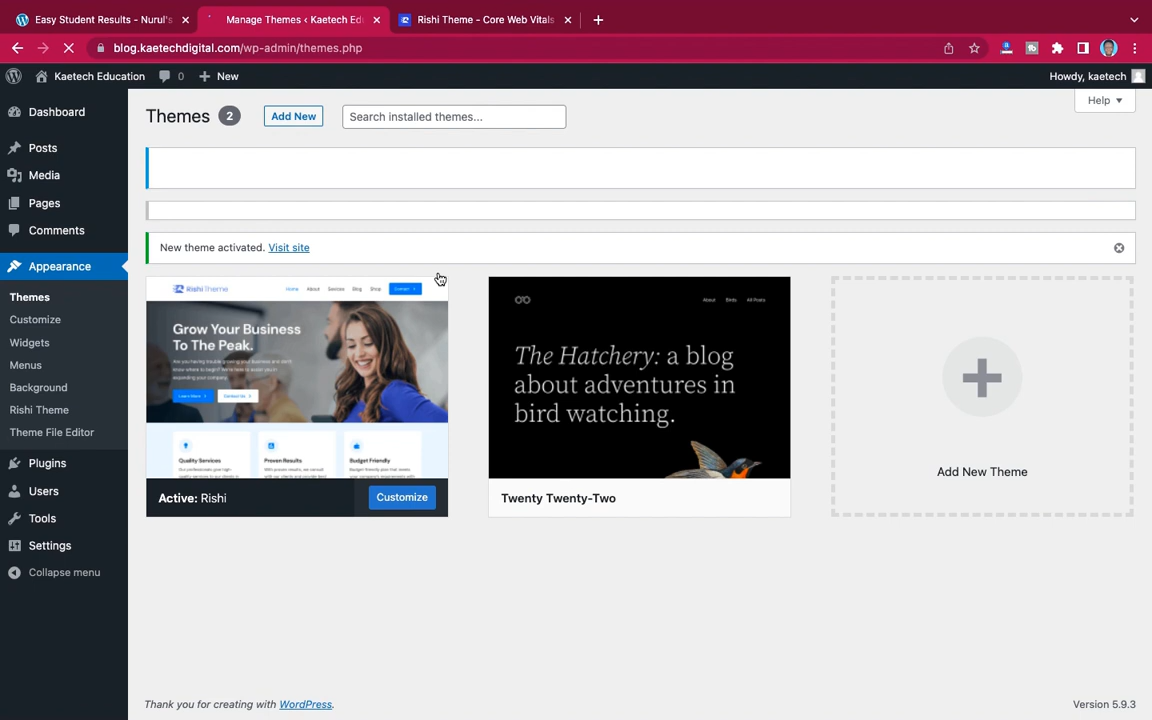 Easy Student Results - Nurul's
Manage Themes ‹ Kaetech Edu
Rishi Theme - Core Web Vitals
blog.kaetechdigital.com/wp-admin/themes.php
Kaetech Education
0
New
Howdy, kaetech
Dashboard
Posts
Media
Pages
Comments
Appearance
Themes
Customize
Widgets
Menus
Background
Rishi Theme
Theme File Editor
Plugins
Users
Tools
Settings
Collapse menu
Help
Themes 2
Add New
Search installed themes...
New theme activated. Visit site
Rishi Theme
Home About Services Blog Shop Contact
Grow Your Business
To The Peak.
Learn More
Contact Us
Quality Services
Proven Results
Budget Friendly
Active: Rishi
Customize
About Birds All Posts
The Hatchery: a blog
about adventures in
bird watching.
Twenty Twenty-Two
Add New Theme
Thank you for creating with WordPress.
Version 5.9.3